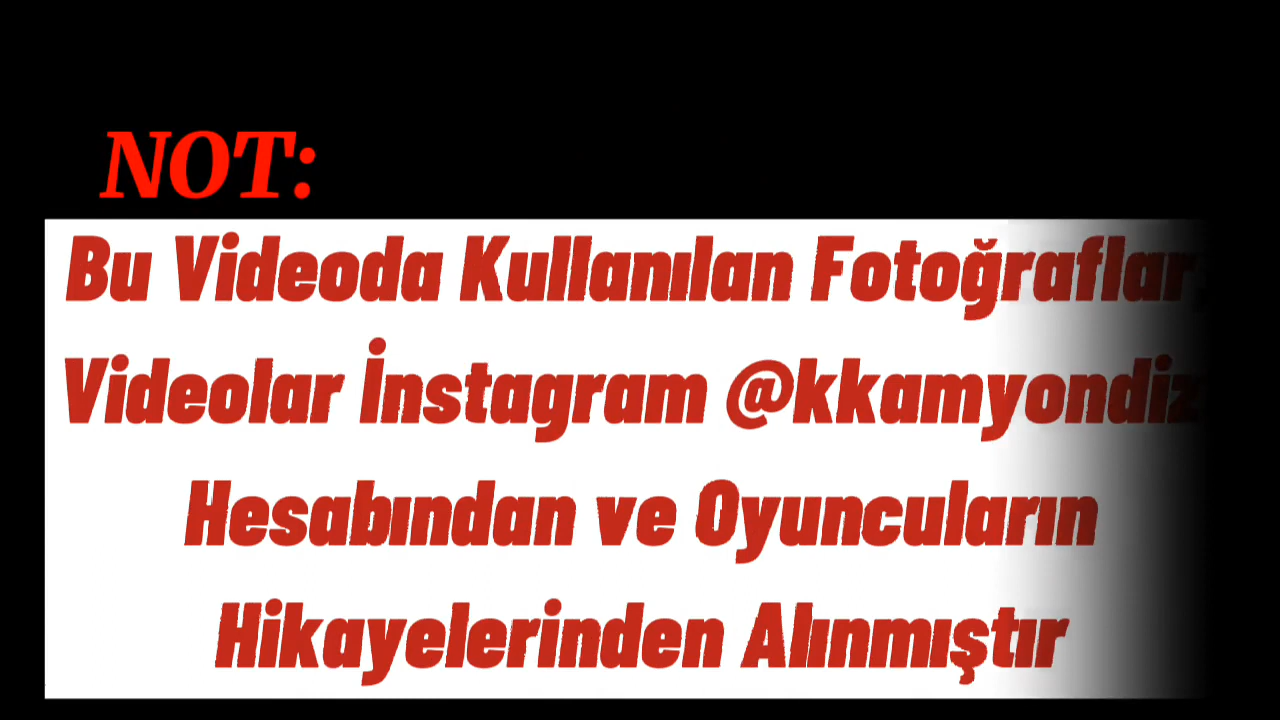 NOT:
Bu Videoda Kullanılan Fotoğraflar,
Videolar İnstagram @kkamyondiz
Hesabından ve Oyuncuların
Hikayelerinden Alınmıştır